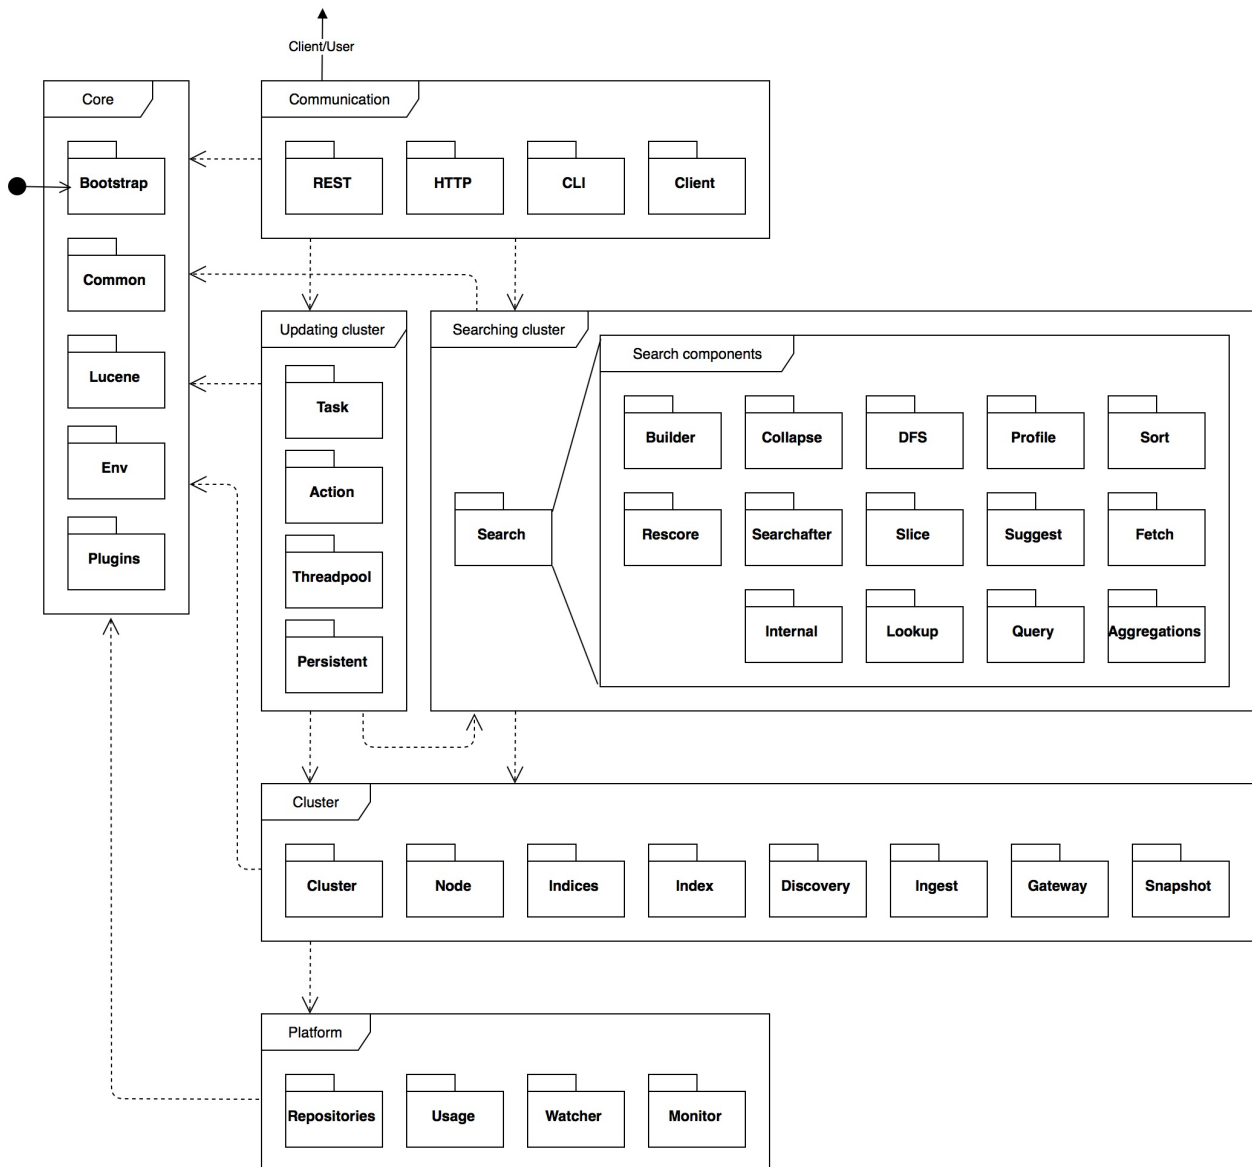 Client/User
Core
Communication
Bootstrap
REST
HTTP
CLI
Client
Common
Updating cluster
Searching cluster
Search components
Lucene
Task
Builder
Collapse
DFS
Profile
Sort
Env
Action
Search
Rescore
Searchafter
Slice
Suggest
Fetch
Plugins
Threadpool
Internal
Lookup
Query
Aggregations
Persistent
Cluster
Cluster
Node
Indices
Index
Discovery
Ingest
Gateway
Snapshot
Platform
Repositories
Usage
Watcher
Monitor